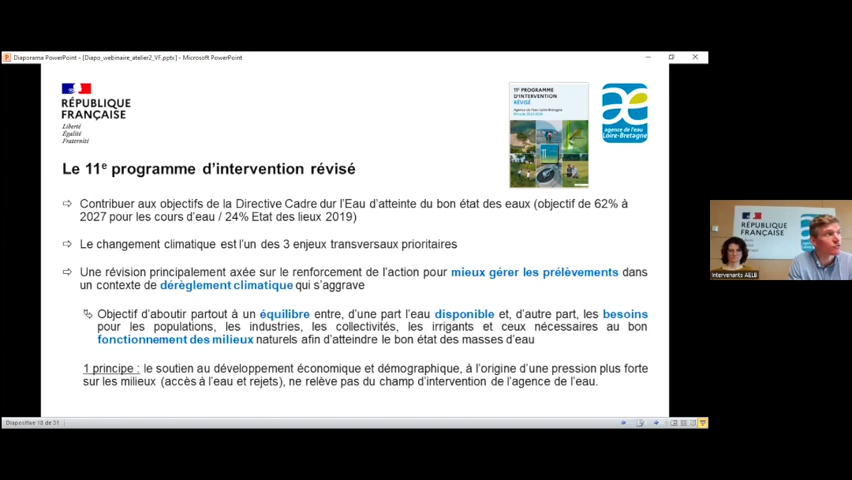 Diaporama PowerPoint - [Diapo_webinaire_atelier2_VF.pptx] - Microsoft PowerPoint
RÉPUBLIQUE
FRANÇAISE
Liberté
Égalité
Fraternité
11e PROGRAMME
D'INTERVENTION
RÉVISÉ
Agence de l'eau Loire-Bretagne
agence de l'eau
Loire-Bretagne
Le 11e programme d'intervention révisé
⇨ Contribuer aux objectifs de la Directive Cadre dur l'Eau d'atteinte du bon état des eaux (objectif de 62% à
2027 pour les cours d'eau / 24% Etat des lieux 2019)
⇨ Le changement climatique est l'un des 3 enjeux transversaux prioritaires
⇨ Une révision principalement axée sur le renforcement de l'action pour mieux gérer les prélèvements dans
un contexte de dérèglement climatique qui s'aggrave
Objectif d'aboutir partout à un équilibre entre, d'une part l'eau disponible et, d'autre part, les besoins
pour les populations, les industries, les collectivités, les irrigants et ceux nécessaires au bon
fonctionnement des milieux naturels afin d'atteindre le bon état des masses d'eau
1 principe : le soutien au développement économique et démographique, à l'origine d'une pression plus forte
sur les milieux (accès à l'eau et rejets), ne relève pas du champ d'intervention de l'agence de l'eau.
Diapositive 18 de 31
RÉPUBLIQUE
FRANÇAISE
Intervenants AELB